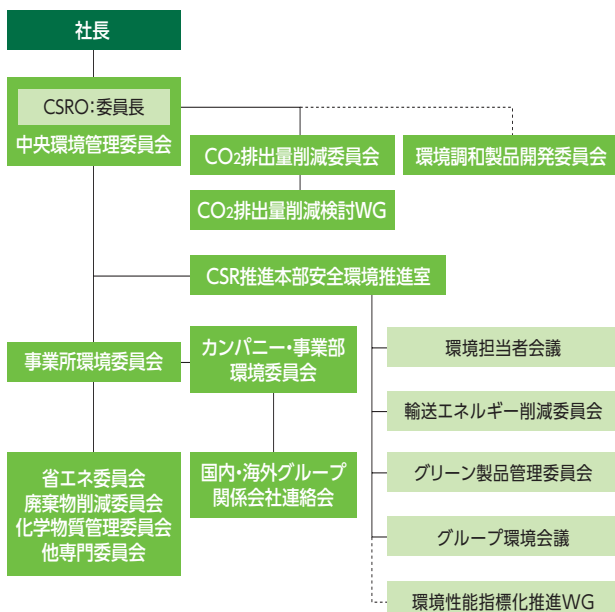 社長
CSRO：委員長
中央環境管理委員会
CO2排出量削減委員会
環境調和製品開発委員会
CO2排出量削減検討WG
CSR推進本部安全環境推進室
事業所環境委員会
カンパニー・事業部
環境委員会
環境担当者会議
輸送エネルギー削減委員会
省エネ委員会
廃棄物削減委員会
化学物質管理委員会
他専門委員会
国内・海外グループ
関係会社連絡会
グリーン製品管理委員会
グループ環境会議
環境性能指標化推進WG